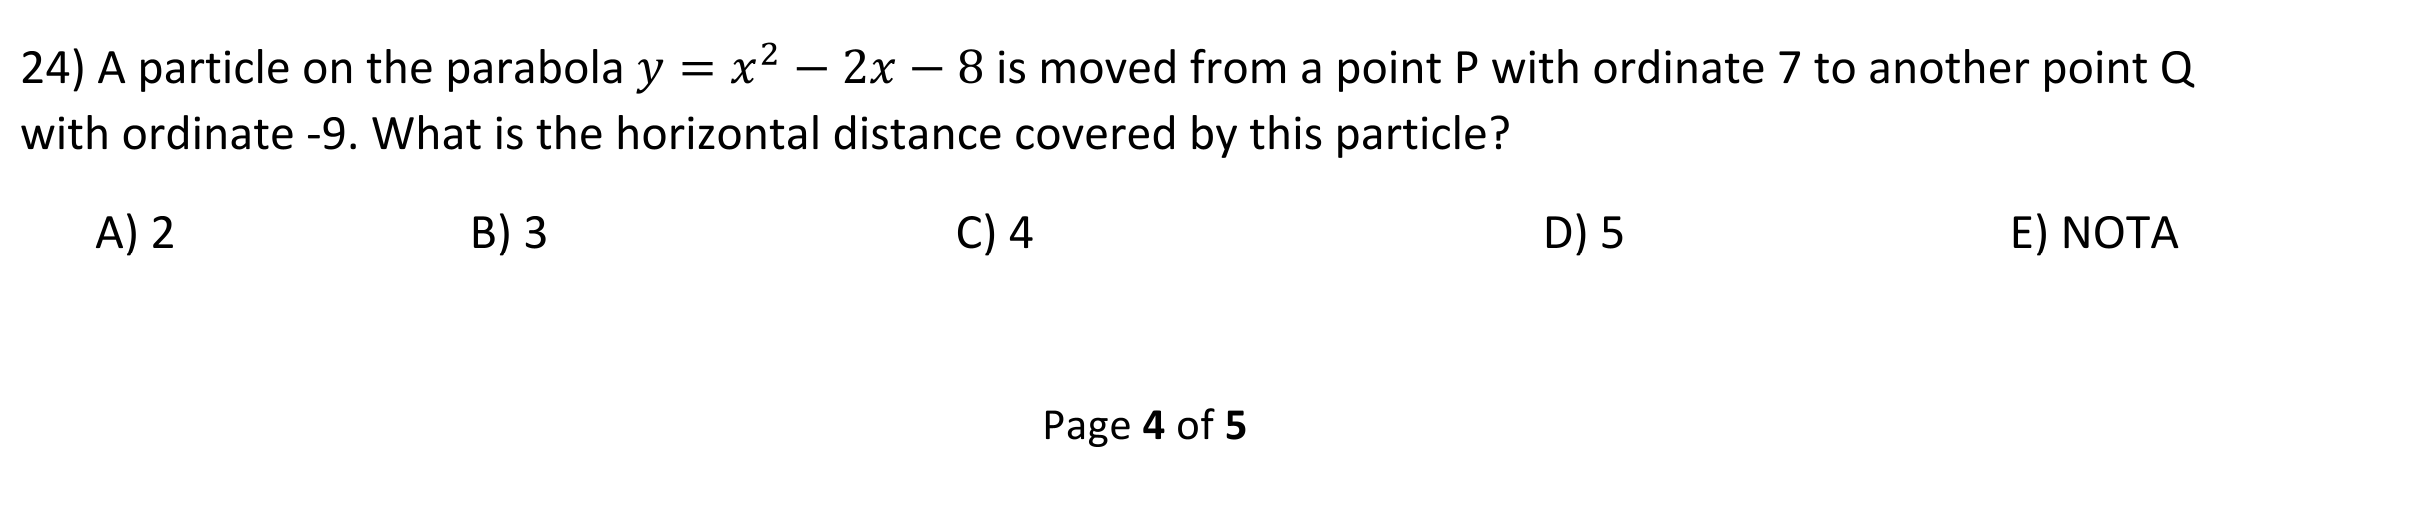 24) A particle on the parabola y = x² − 2x − 8 is moved from a point P with ordinate 7 to another point Q
with ordinate -9. What is the horizontal distance covered by this particle?
A) 2 B) 3 C) 4 D) 5 E) NOTA
Page 4 of 5